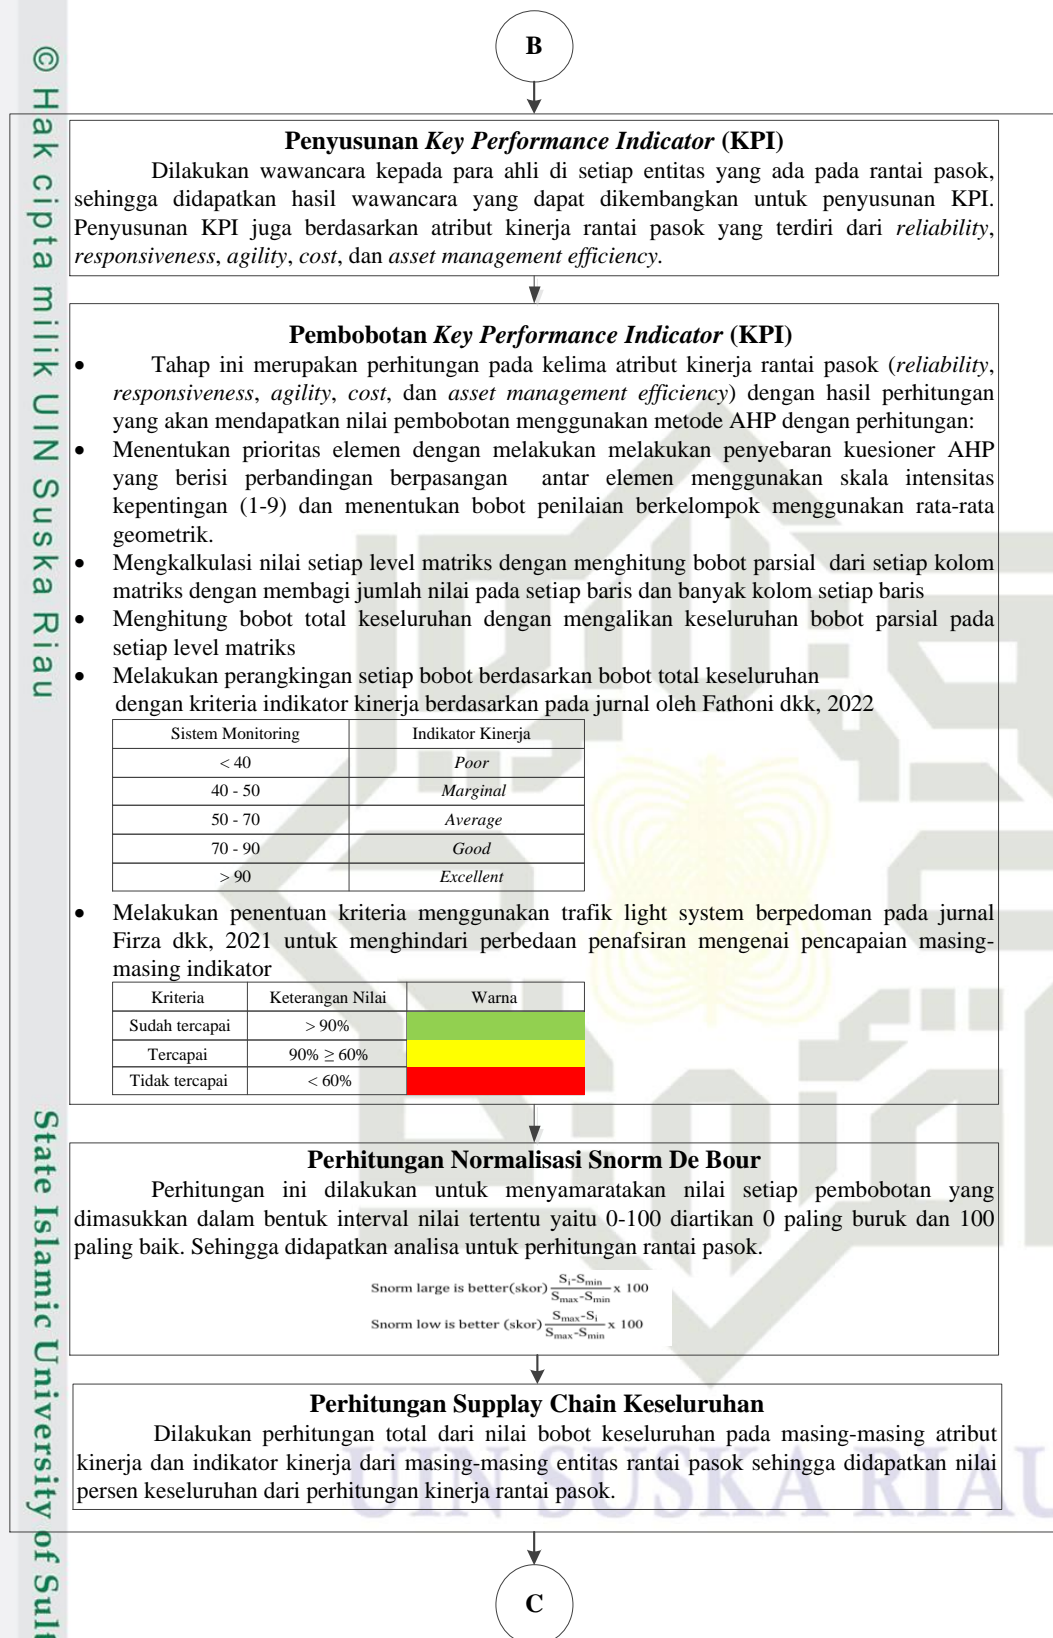 © Hak cipta milik UIN Suska Riau
State Islamic University of Sult
B
Penyusunan Key Performance Indicator (KPI)
Dilakukan wawancara kepada para ahli di setiap entitas yang ada pada rantai pasok,
sehingga didapatkan hasil wawancara yang dapat dikembangkan untuk penyusunan KPI.
Penyusunan KPI juga berdasarkan atribut kinerja rantai pasok yang terdiri dari reliability,
responsiveness, agility, cost, dan asset management efficiency.
Pembobotan Key Performance Indicator (KPI)
• Tahap ini merupakan perhitungan pada kelima atribut kinerja rantai pasok (reliability,
responsiveness, agility, cost, dan asset management efficiency) dengan hasil perhitungan
yang akan mendapatkan nilai pembobotan menggunakan metode AHP dengan perhitungan:
• Menentukan prioritas elemen dengan melakukan melakukan penyebaran kuesioner AHP
yang berisi perbandingan berpasangan antar elemen menggunakan skala intensitas
kepentingan (1-9) dan menentukan bobot penilaian berkelompok menggunakan rata-rata
geometrik.
• Mengkalkulasi nilai setiap level matriks dengan menghitung bobot parsial dari setiap kolom
matriks dengan membagi jumlah nilai pada setiap baris dan banyak kolom setiap baris
• Menghitung bobot total keseluruhan dengan mengalikan keseluruhan bobot parsial pada
setiap level matriks
• Melakukan perangkingan setiap bobot berdasarkan bobot total keseluruhan
dengan kriteria indikator kinerja berdasarkan pada jurnal oleh Fathoni dkk, 2022
Sistem Monitoring Indikator Kinerja
< 40 Poor
40 - 50 Marginal
50 - 70 Average
70 - 90 Good
> 90 Excellent
• Melakukan penentuan kriteria menggunakan trafik light system berpedoman pada jurnal
Firza dkk, 2021 untuk menghindari perbedaan penafsiran mengenai pencapaian masing-
masing indikator
Kriteria Keterangan Nilai Warna
Sudah tercapai > 90%
Tercapai 90% ≥ 60%
Tidak tercapai < 60%
Perhitungan Normalisasi Snorm De Bour
Perhitungan ini dilakukan untuk menyamaratakan nilai setiap pembobotan yang
dimasukkan dalam bentuk interval nilai tertentu yaitu 0-100 diartikan 0 paling buruk dan 100
paling baik. Sehingga didapatkan analisa untuk perhitungan rantai pasok.
Snorm large is better(skor) (Si-Smin)/(Smax-Smin) x 100
Snorm low is better (skor) (Smax-Si)/(Smax-Smin) x 100
Perhitungan Supplay Chain Keseluruhan
Dilakukan perhitungan total dari nilai bobot keseluruhan pada masing-masing atribut
kinerja dan indikator kinerja dari masing-masing entitas rantai pasok sehingga didapatkan nilai
persen keseluruhan dari perhitungan kinerja rantai pasok.
UIN SUSKA RIAU
C